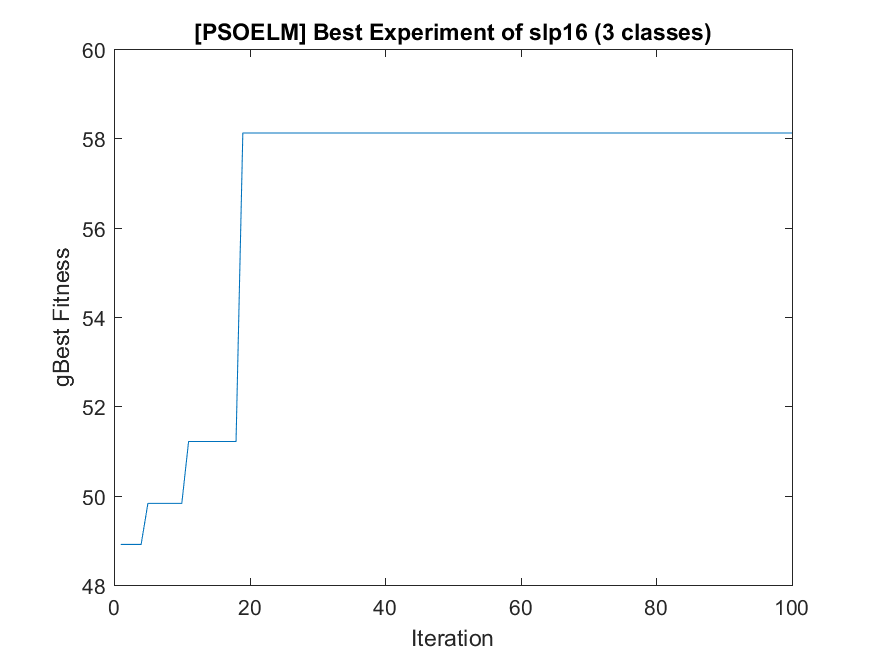 [PSOELM] Best Experiment of slp16 (3 classes)
60
58
56
54
52
50
48
gBest Fitness
0 20 40 60 80 100
Iteration